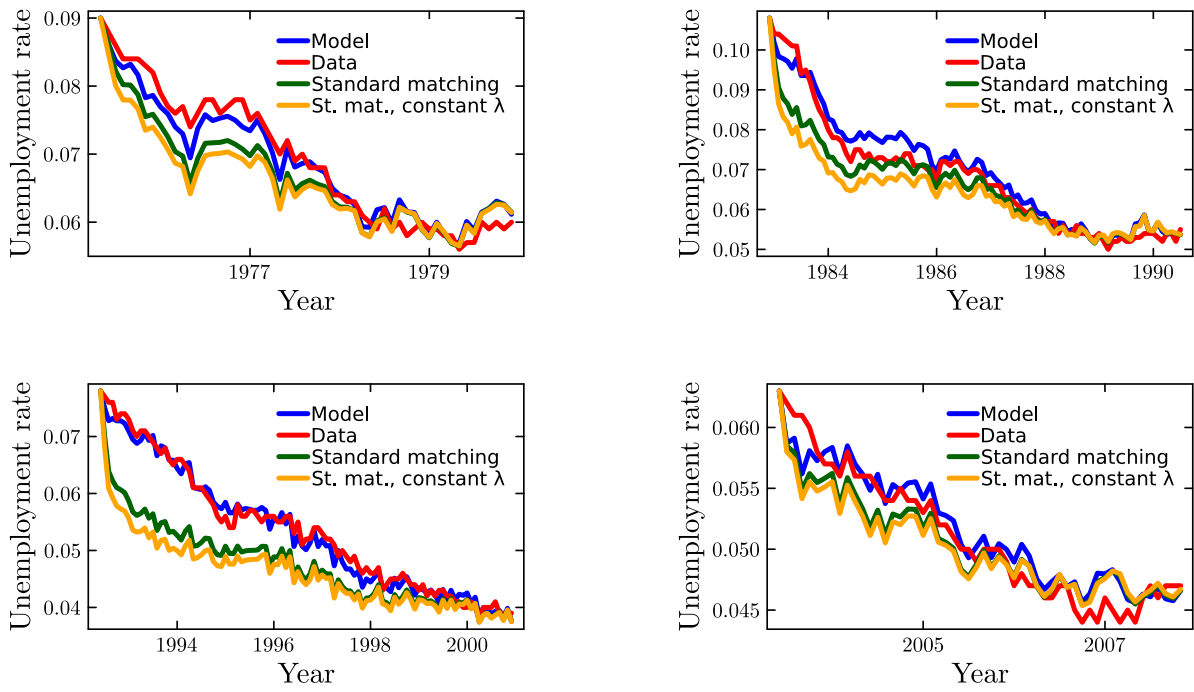 Unemployment rate
0.09
0.08
0.07
0.06
Model
Data
Standard matching
St. mat., constant λ
1977
1979
Year
Unemployment rate
0.10
0.09
0.08
0.07
0.06
0.05
Model
Data
Standard matching
St. mat., constant λ
1984
1986
1988
1990
Year
Unemployment rate
0.07
0.06
0.05
0.04
Model
Data
Standard matching
St. mat., constant λ
1994
1996
1998
2000
Year
Unemployment rate
0.060
0.055
0.050
0.045
Model
Data
Standard matching
St. mat., constant λ
2005
2007
Year